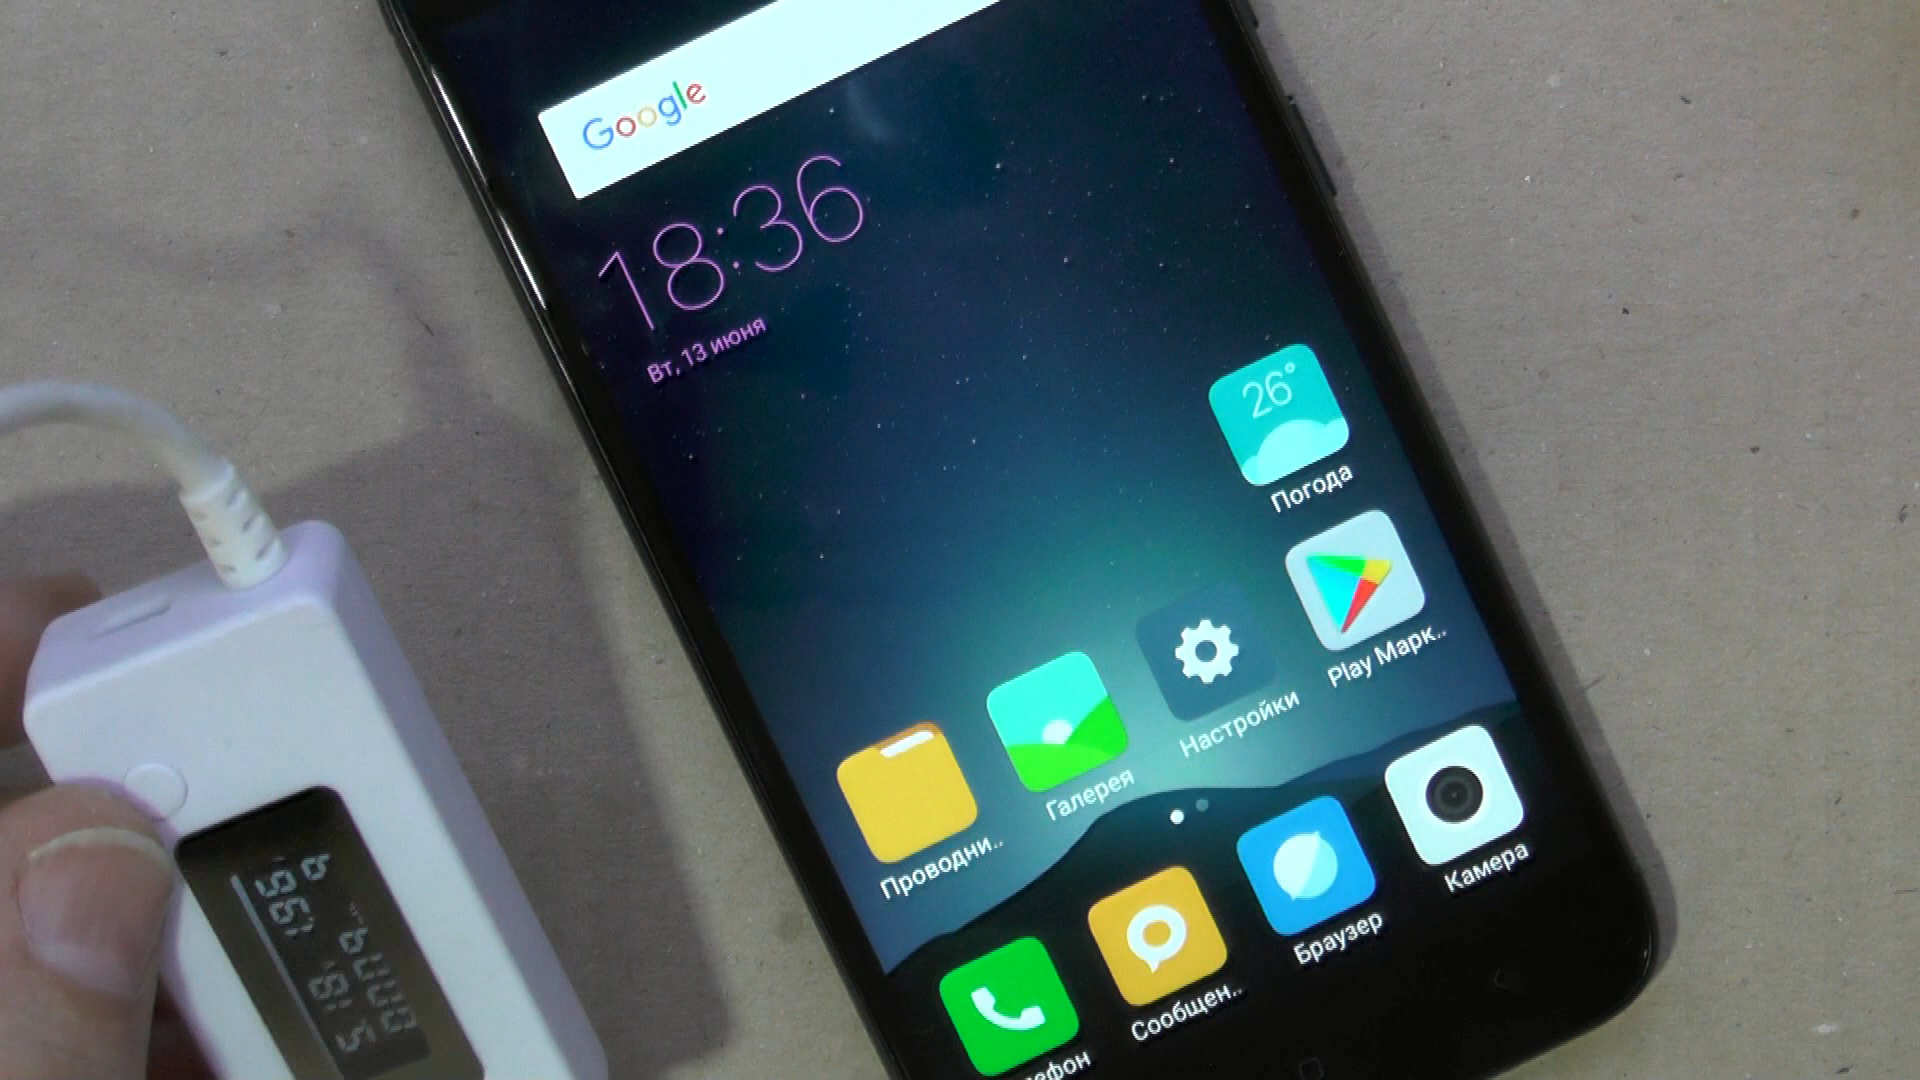 Google
18:36
Вт, 13 июня
26°
Погода
Play Марк..
Настройки
Галерея
Проводни..
Камера
Браузер
Сообщен..